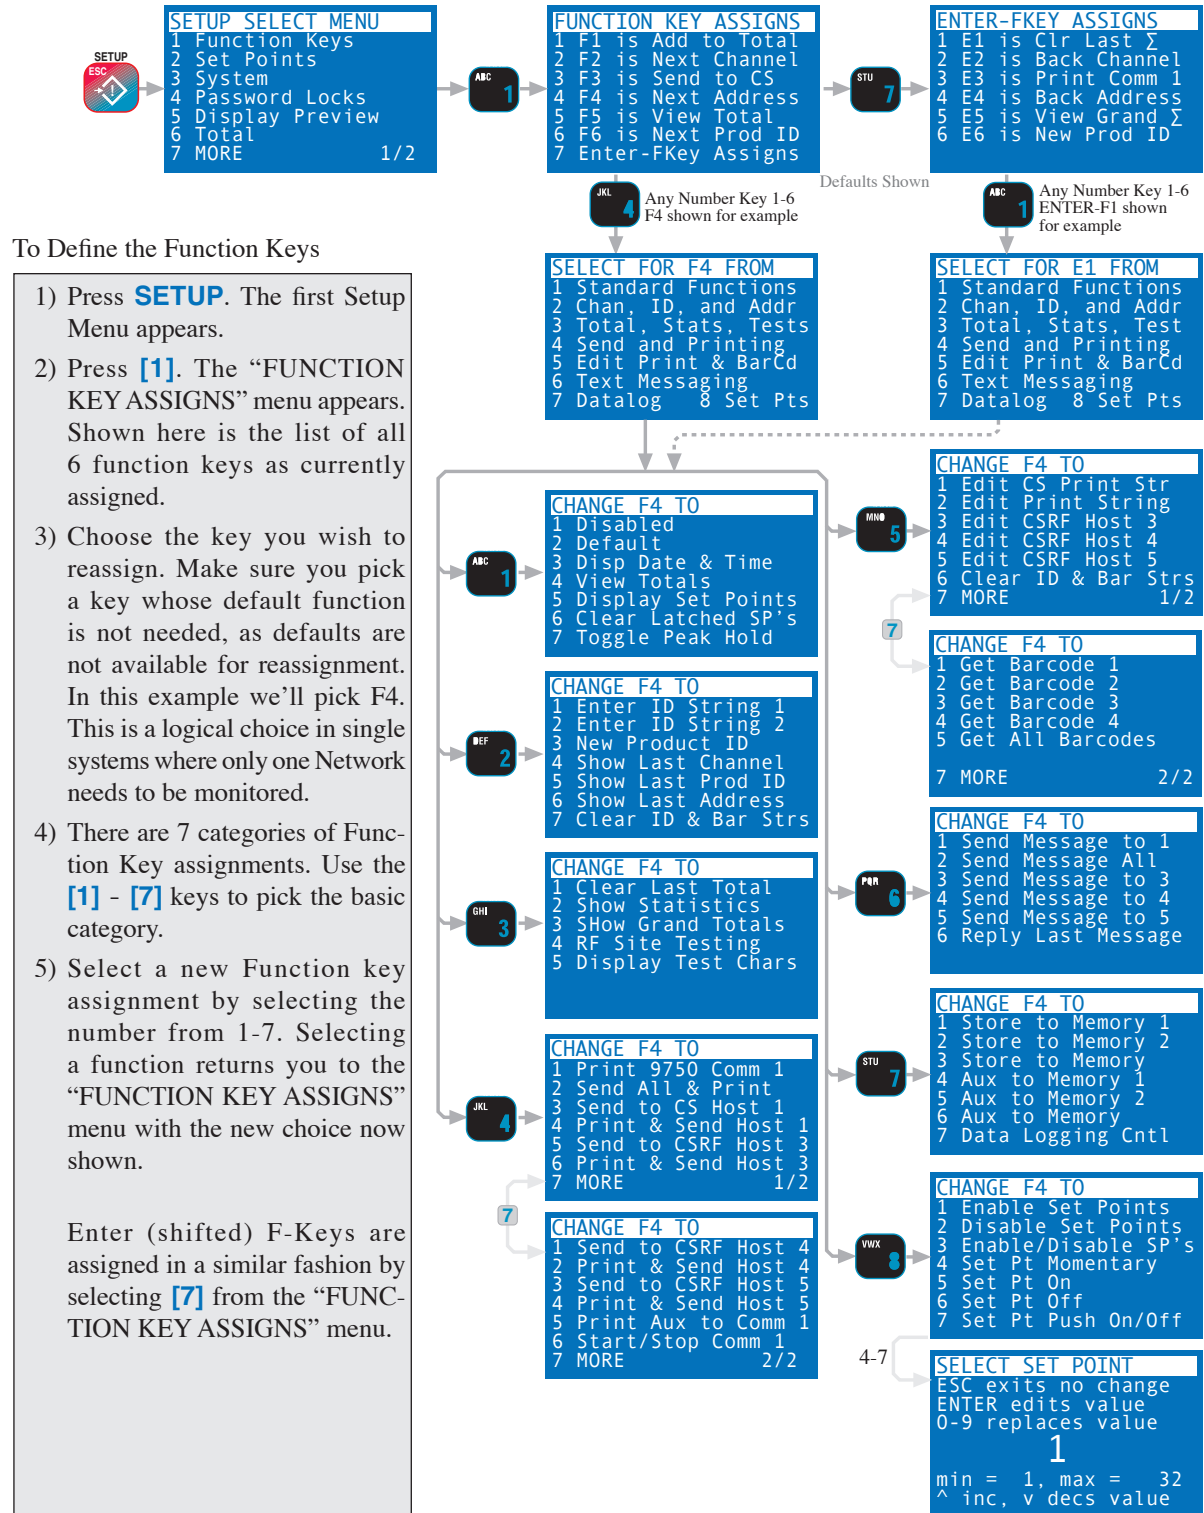 SETUP SELECT MENU
1 Function Keys
2 Set Points
3 System
4 Password Locks
5 Display Preview
6 Total
7 MORE 1/2
SETUP
ESC
ABC
1
FUNCTION KEY ASSIGNS
1 F1 is Add to Total
2 F2 is Next Channel
3 F3 is Send to CS
4 F4 is Next Address
5 F5 is View Total
6 F6 is Next Prod ID
7 Enter-FKey Assigns
STU
7
ENTER-FKEY ASSIGNS
1 E1 is Clr Last Σ
2 E2 is Back Channel
3 E3 is Print Comm 1
4 E4 is Back Address
5 E5 is View Grand Σ
6 E6 is New Prod ID
Defaults Shown
JKL
4
Any Number Key 1-6
F4 shown for example
ABC
1
Any Number Key 1-6
ENTER-F1 shown
for example
To Define the Function Keys
1) Press SETUP. The first Setup
Menu appears.
2) Press [1]. The “FUNCTION
KEY ASSIGNS” menu appears.
Shown here is the list of all
6 function keys as currently
assigned.
3) Choose the key you wish to
reassign. Make sure you pick
a key whose default function
is not needed, as defaults are
not available for reassignment.
In this example we’ll pick F4.
This is a logical choice in single
systems where only one Network
needs to be monitored.
4) There are 7 categories of Func-
tion Key assignments. Use the
[1] - [7] keys to pick the basic
category.
5) Select a new Function key
assignment by selecting the
number from 1-7. Selecting
a function returns you to the
“FUNCTION KEY ASSIGNS”
menu with the new choice now
shown.
Enter (shifted) F-Keys are
assigned in a similar fashion by
selecting [7] from the “FUNC-
TION KEY ASSIGNS” menu.
SELECT FOR F4 FROM
1 Standard Functions
2 Chan, ID, and Addr
3 Total, Stats, Tests
4 Send and Printing
5 Edit Print & BarCd
6 Text Messaging
7 Datalog 8 Set Pts
SELECT FOR E1 FROM
1 Standard Functions
2 Chan, ID, and Addr
3 Total, Stats, Test
4 Send and Printing
5 Edit Print & BarCd
6 Text Messaging
7 Datalog 8 Set Pts
ABC
1
CHANGE F4 TO
1 Disabled
2 Default
3 Disp Date & Time
4 View Totals
5 Display Set Points
6 Clear Latched SP's
7 Toggle Peak Hold
DEF
2
CHANGE F4 TO
1 Enter ID String 1
2 Enter ID String 2
3 New Product ID
4 Show Last Channel
5 Show Last Prod ID
6 Show Last Address
7 Clear ID & Bar Strs
GHI
3
CHANGE F4 TO
1 Clear Last Total
2 Show Statistics
3 SHow Grand Totals
4 RF Site Testing
5 Display Test Chars
JKL
4
CHANGE F4 TO
1 Print 9750 Comm 1
2 Send All & Print
3 Send to CS Host 1
4 Print & Send Host 1
5 Send to CSRF Host 3
6 Print & Send Host 3
7 MORE 1/2
7
CHANGE F4 TO
1 Send to CSRF Host 4
2 Print & Send Host 4
3 Send to CSRF Host 5
4 Print & Send Host 5
5 Print Aux to Comm 1
6 Start/Stop Comm 1
7 MORE 2/2
MNO
5
CHANGE F4 TO
1 Edit CS Print Str
2 Edit Print String
3 Edit CSRF Host 3
4 Edit CSRF Host 4
5 Edit CSRF Host 5
6 Clear ID & Bar Strs
7 MORE 1/2
7
CHANGE F4 TO
1 Get Barcode 1
2 Get Barcode 2
3 Get Barcode 3
4 Get Barcode 4
5 Get All Barcodes
7 MORE 2/2
PQR
6
CHANGE F4 TO
1 Send Message to 1
2 Send Message All
3 Send Message to 3
4 Send Message to 4
5 Send Message to 5
6 Reply Last Message
STU
7
CHANGE F4 TO
1 Store to Memory 1
2 Store to Memory 2
3 Store to Memory
4 Aux to Memory 1
5 Aux to Memory 2
6 Aux to Memory
7 Data Logging Cntl
VWX
8
CHANGE F4 TO
1 Enable Set Points
2 Disable Set Points
3 Enable/Disable SP's
4 Set Pt Momentary
5 Set Pt On
6 Set Pt Off
7 Set Pt Push On/Off
4-7
SELECT SET POINT
ESC exits no change
ENTER edits value
0-9 replaces value
1
min = 1, max = 32
^ inc, v decs value